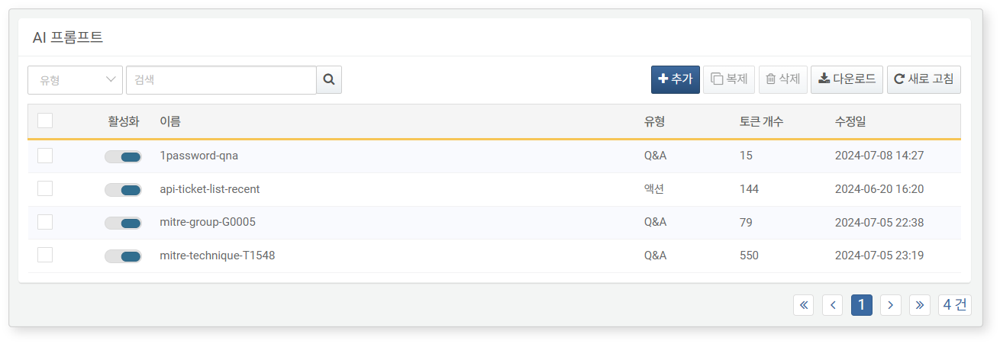 AI 프롬프트
유형 검색 추가 복제 삭제 다운로드 새로 고침
활성화 이름 유형 토큰 개수 수정일
1password-qna Q&A 15 2024-07-08 14:27
api-ticket-list-recent 액션 144 2024-06-20 16:20
mitre-group-G0005 Q&A 79 2024-07-05 22:38
mitre-technique-T1548 Q&A 550 2024-07-05 23:19
1 4 건